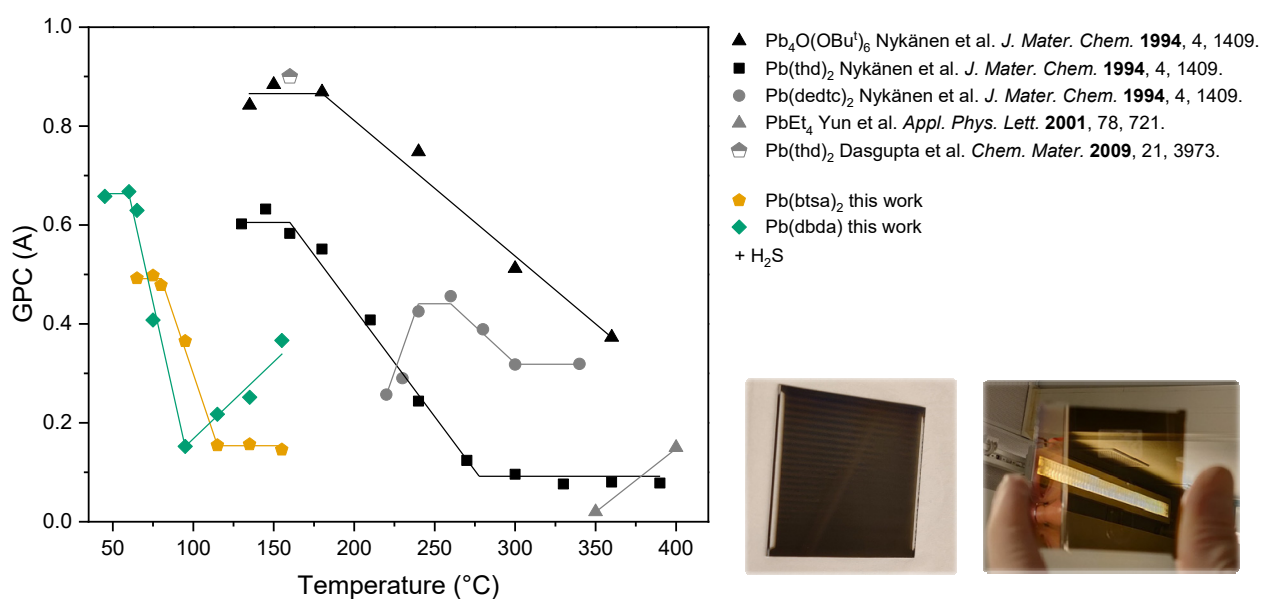 1.0
0.8
0.6
0.4
0.2
0.0
GPC (A)
50 100 150 200 250 300 350 400
Temperature (°C)
Pb₄O(OBuᵗ)₆ Nykänen et al. J. Mater. Chem. 1994, 4, 1409.
Pb(thd)₂ Nykänen et al. J. Mater. Chem. 1994, 4, 1409.
Pb(dedtc)₂ Nykänen et al. J. Mater. Chem. 1994, 4, 1409.
PbEt₄ Yun et al. Appl. Phys. Lett. 2001, 78, 721.
Pb(thd)₂ Dasgupta et al. Chem. Mater. 2009, 21, 3973.
Pb(btsa)₂ this work
Pb(dbda) this work
+ H₂S